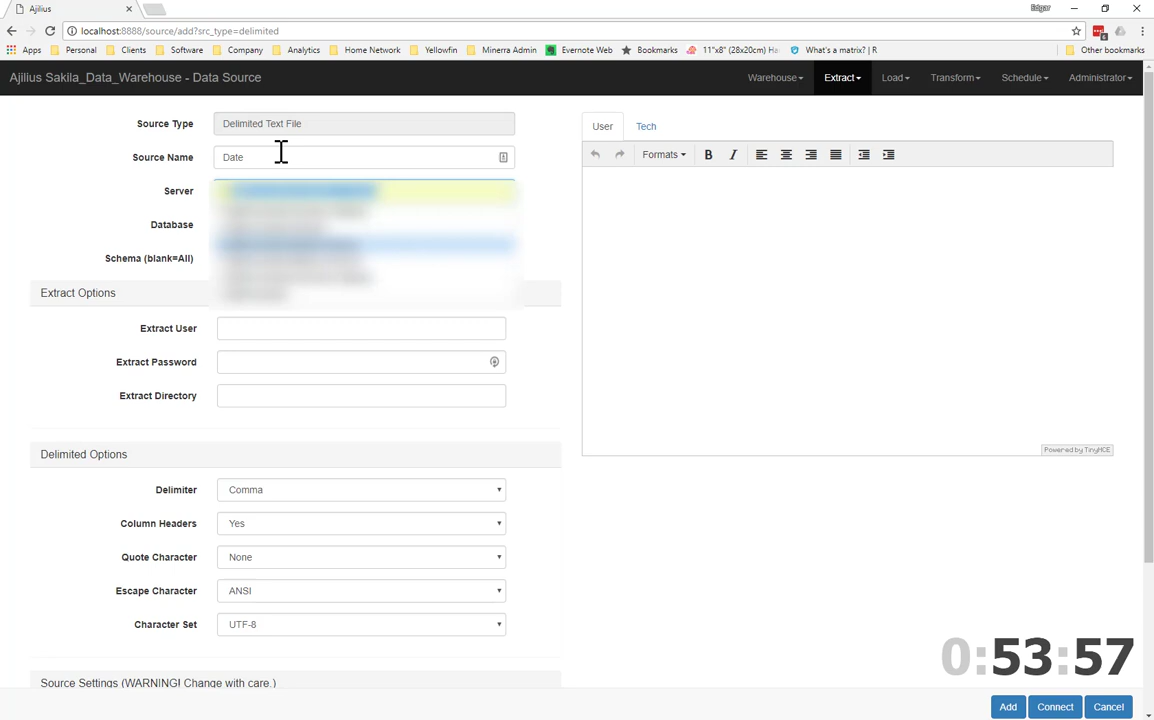 Ajilius
Edgar
localhost:8888/source/add?src_type=delimited
Apps Personal Clients Software Company Analytics Home Network Yellowfin Minerra Admin Evernote Web Bookmarks 11"x8" (28x20cm) Ha What's a matrix? | R Other bookmarks
Ajilius Sakila_Data_Warehouse - Data Source
Warehouse Extract Load Transform Schedule Administrator
Source Type Delimited Text File
User Tech
Source Name Date
Formats B I
Server
Database
Schema (blank=All)
Extract Options
Extract User
Extract Password
Extract Directory
Powered by TinyMCE
Delimited Options
Delimiter Comma
Column Headers Yes
Quote Character None
Escape Character ANSI
Character Set UTF-8
0:53:57
Source Settings (WARNING! Change with care.)
Add Connect Cancel